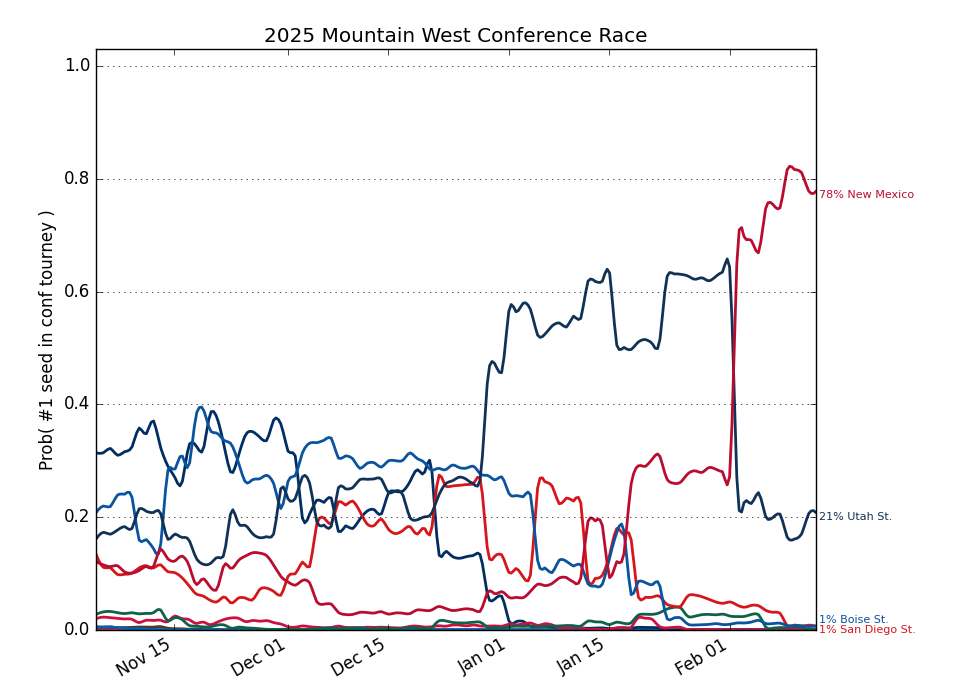 2025 Mountain West Conference Race
Prob( #1 seed in conf tourney )
1.0
0.8
0.6
0.4
0.2
0.0
78% New Mexico
21% Utah St.
1% Boise St.
1% San Diego St.
Nov 15
Dec 01
Dec 15
Jan 01
Jan 15
Feb 01